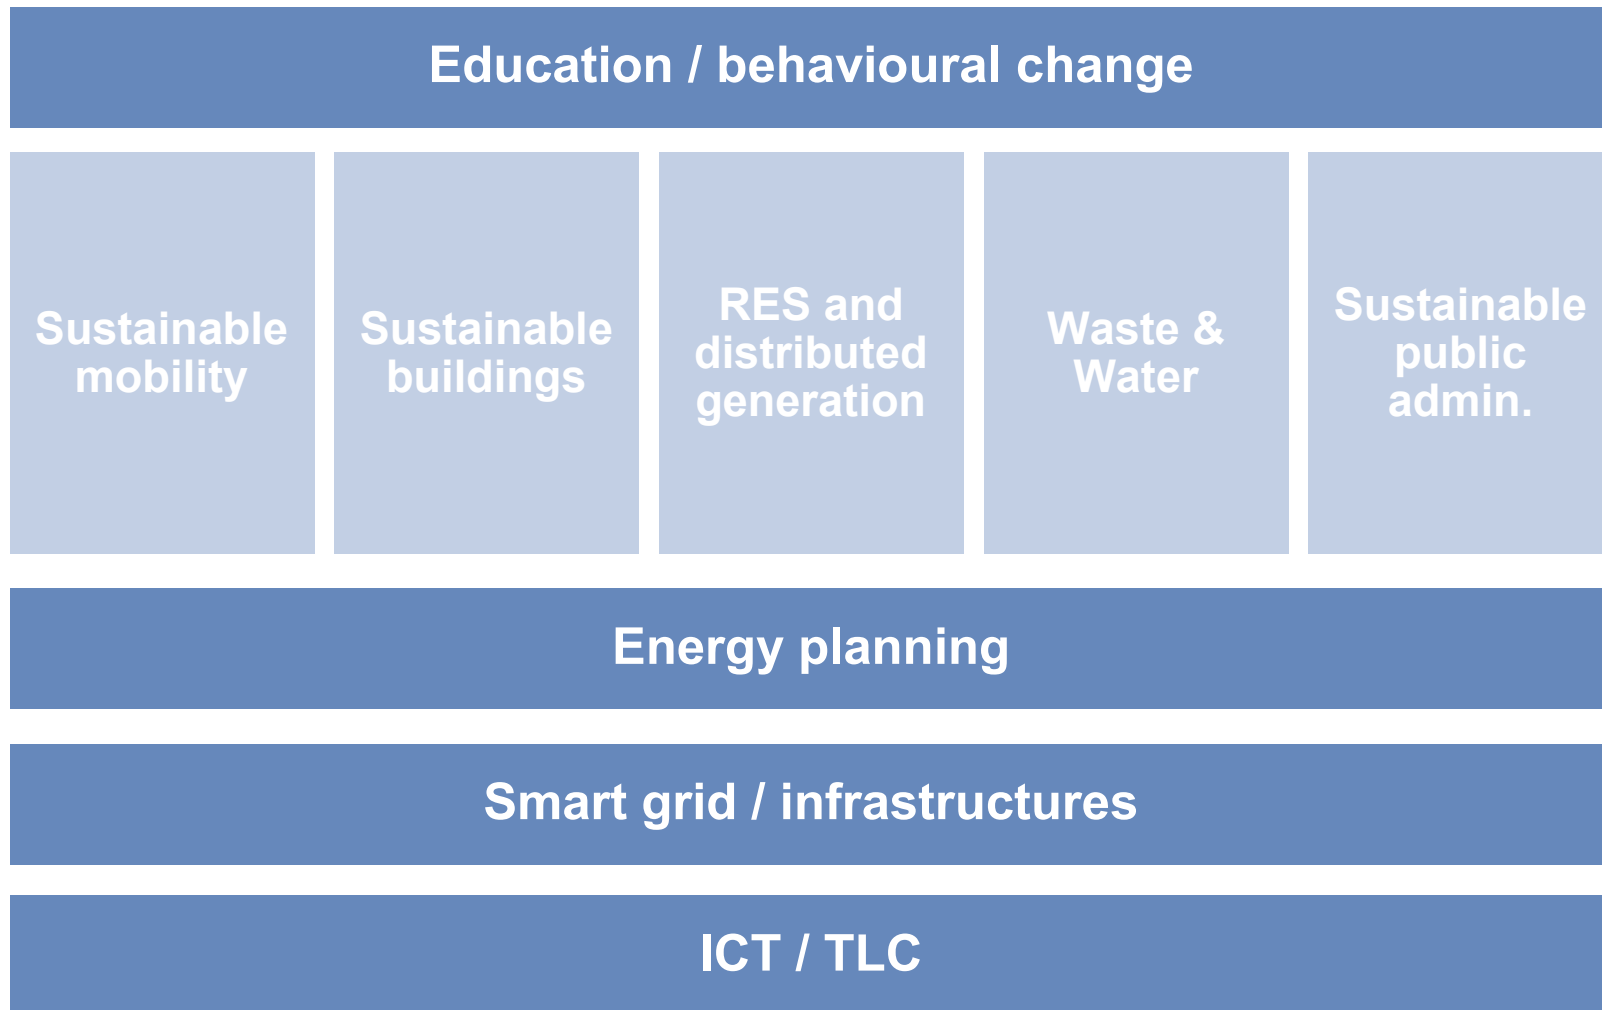 Education / behavioural change
Sustainable
mobility
Sustainable
buildings
RES and
distributed
generation
Waste &
Water
Sustainable
public
admin.
Energy planning
Smart grid / infrastructures
ICT / TLC